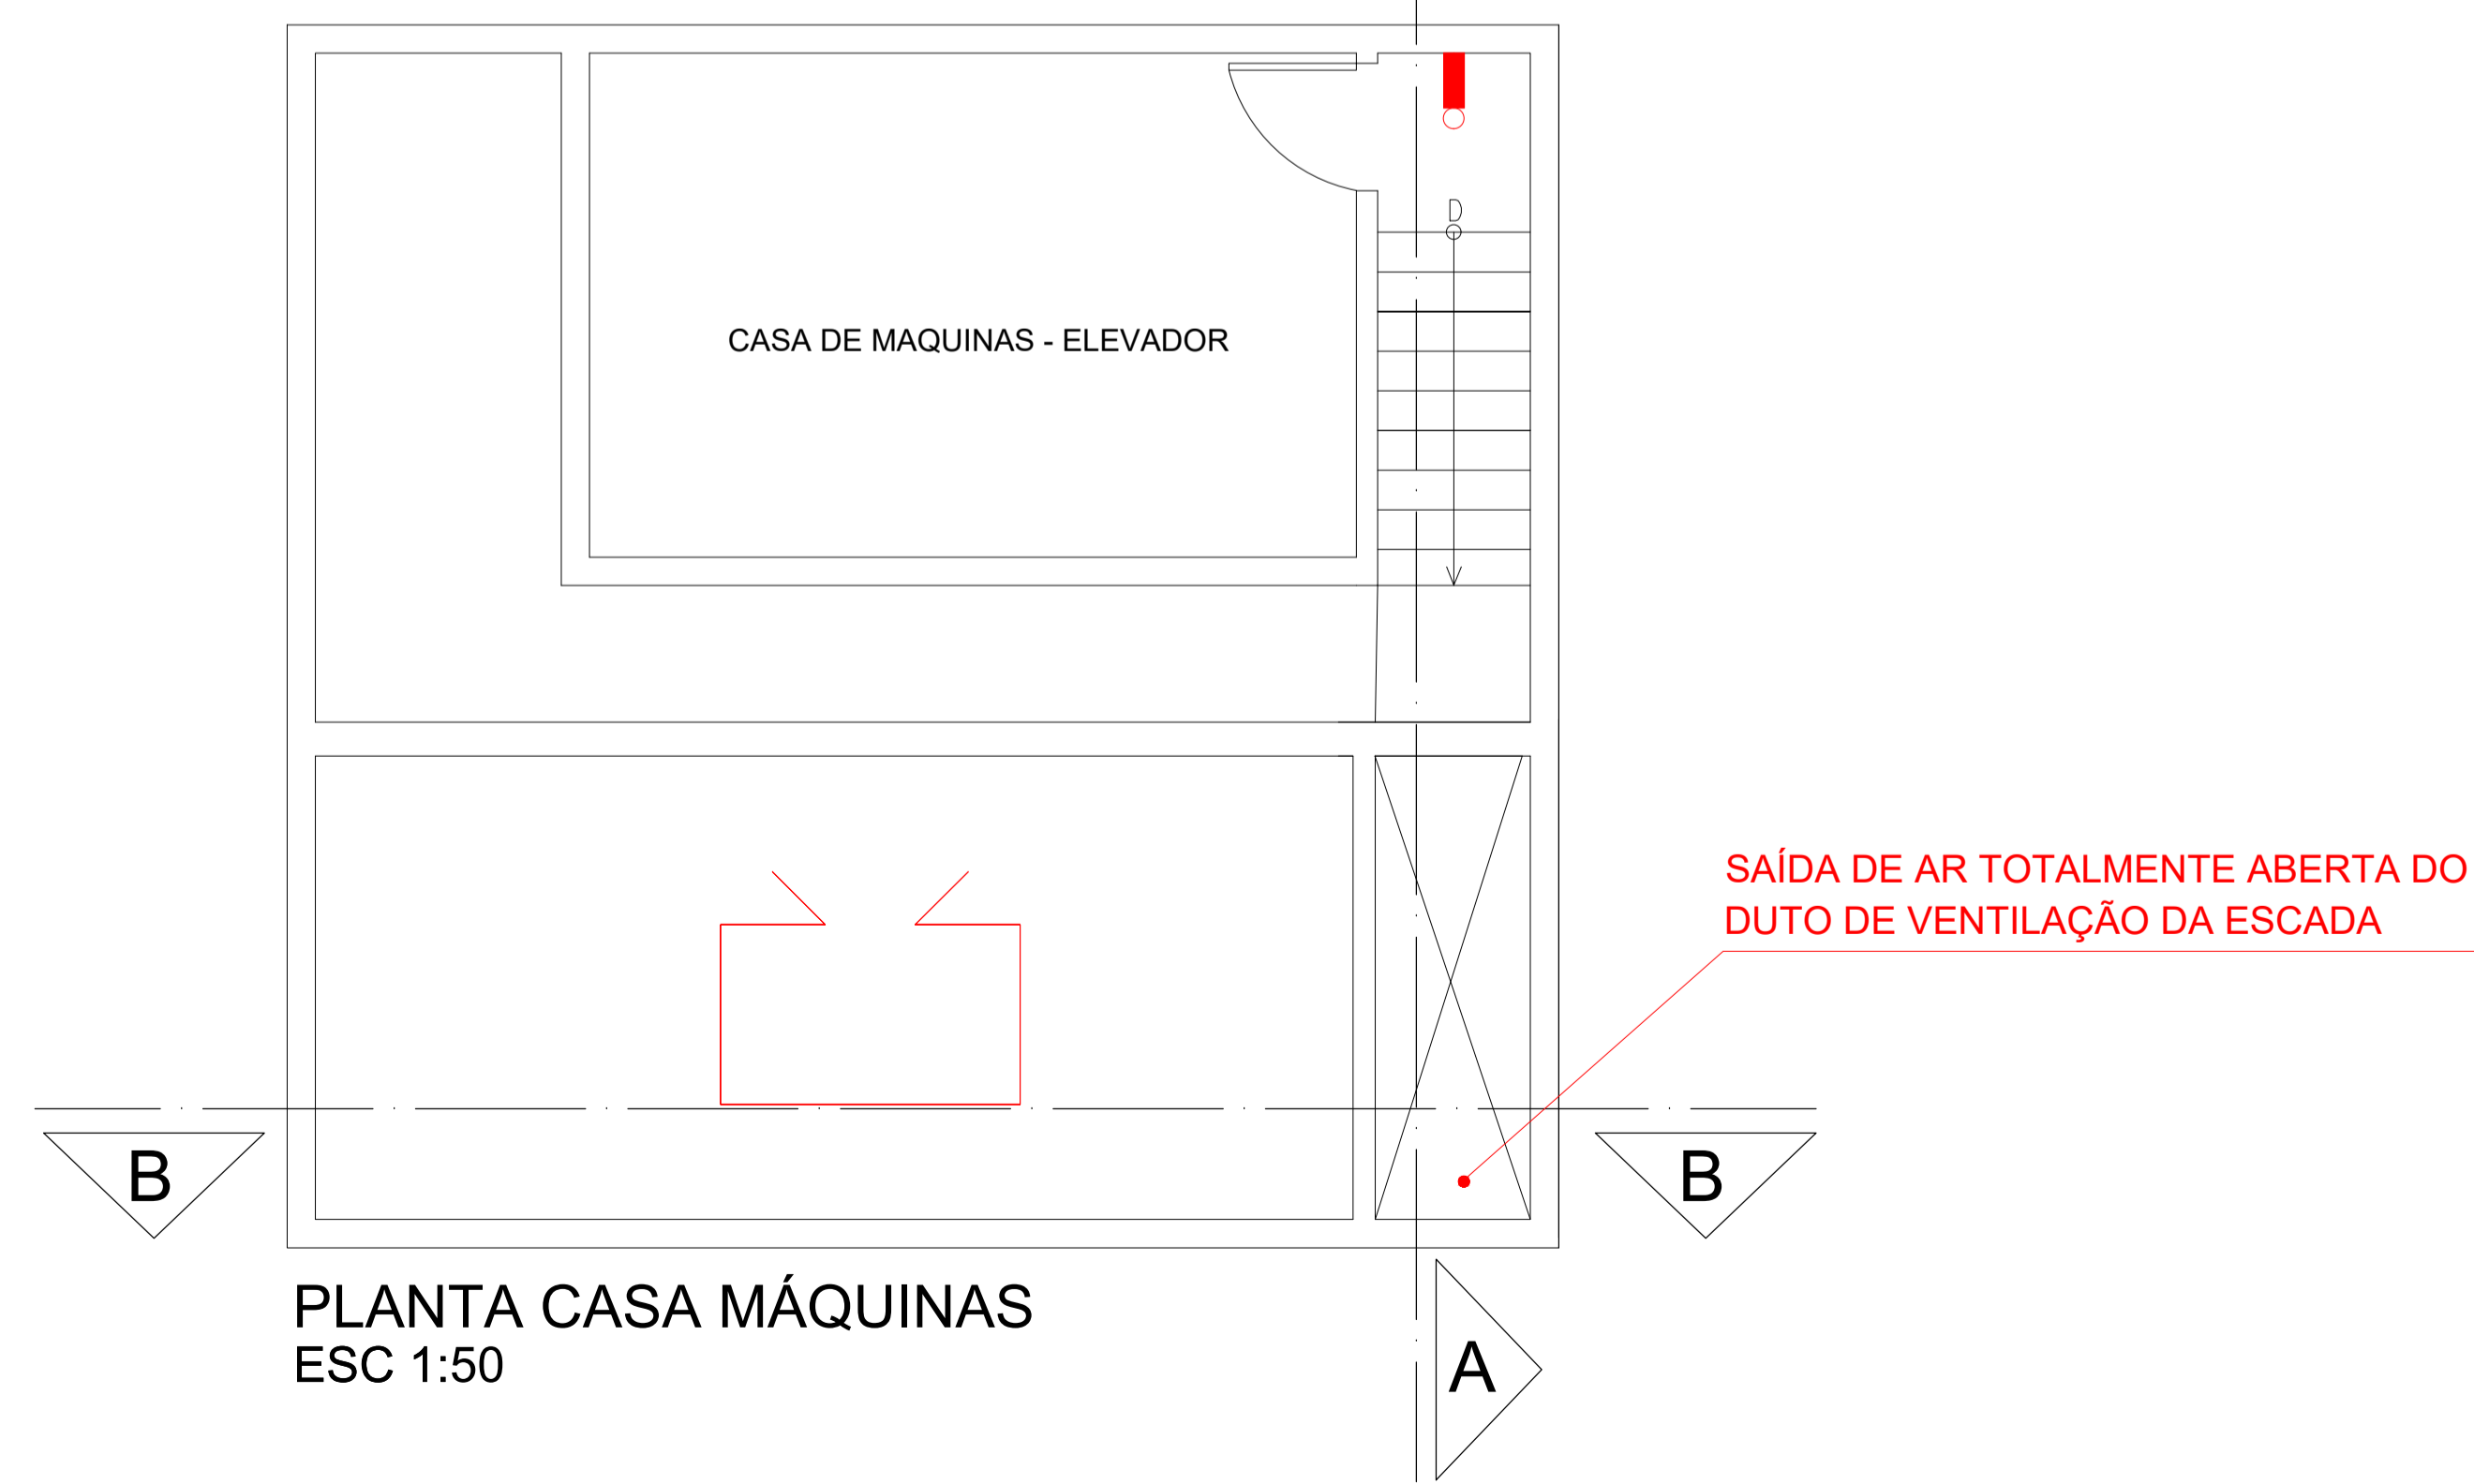 D
CASA DE MAQUINAS - ELEVADOR
SAÍDA DE AR TOTALMENTE ABERTA DO
DUTO DE VENTILAÇÃO DA ESCADA
B
B
PLANTA CASA MÁQUINAS
ESC 1:50
A